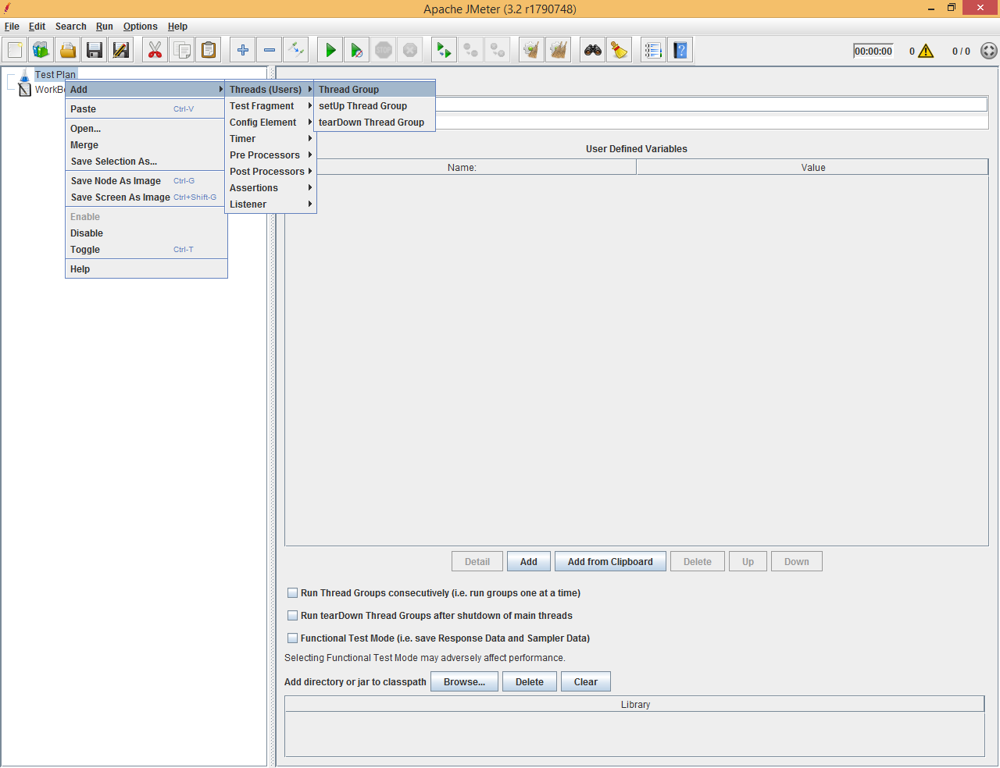 Apache JMeter (3.2 r1790748)
File Edit Search Run Options Help
00:00:00 0 0 / 0
Test Plan
WorkBe
Add
Paste Ctrl-V
Open...
Merge
Save Selection As...
Save Node As Image Ctrl-G
Save Screen As Image Ctrl+Shift-G
Enable
Disable
Toggle Ctrl-T
Help
Threads (Users)
Test Fragment
Config Element
Timer
Pre Processors
Post Processors
Assertions
Listener
Thread Group
setUp Thread Group
tearDown Thread Group
User Defined Variables
Name: Value
Detail Add Add from Clipboard Delete Up Down
Run Thread Groups consecutively (i.e. run groups one at a time)
Run tearDown Thread Groups after shutdown of main threads
Functional Test Mode (i.e. save Response Data and Sampler Data)
Selecting Functional Test Mode may adversely affect performance.
Add directory or jar to classpath Browse... Delete Clear
Library